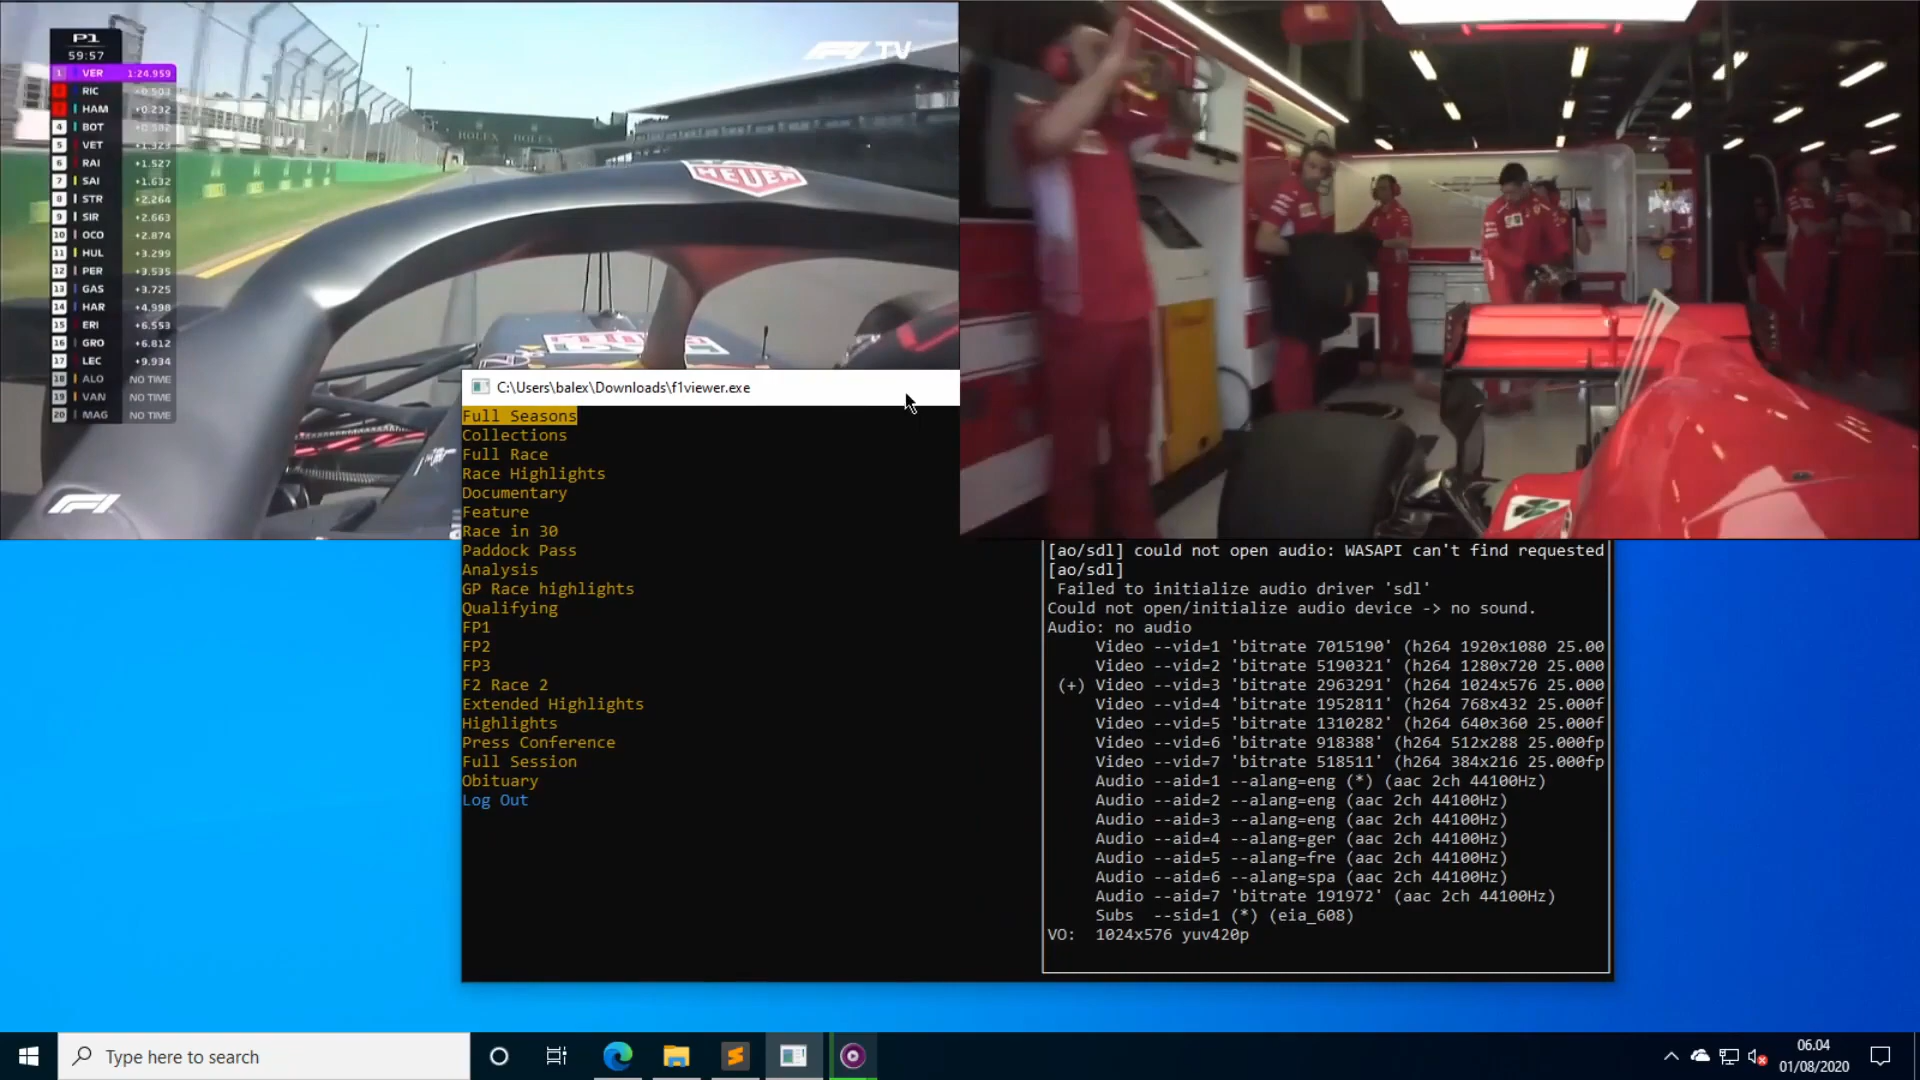 P1
59:57
1 VER 1:24.959
RIC +0.503
HAM +0.232
4 BOT +0.502
5 VET +1.323
6 RAI +1.527
7 SAI +1.632
8 STR +2.264
9 SIR +2.663
10 OCO +2.874
11 HUL +3.299
12 PER +3.535
13 GAS +3.725
14 HAR +4.998
15 ERI +6.553
16 GRO +6.812
17 LEC +9.934
18 ALO NO TIME
19 VAN NO TIME
20 MAG NO TIME
F1 TV
ROLEX ROLEX
HEUER
F1
C:\Users\balex\Downloads\f1viewer.exe
Full Seasons
Collections
Full Race
Race Highlights
Documentary
Feature
Race in 30
Paddock Pass
Analysis
GP Race highlights
Qualifying
FP1
FP2
FP3
F2 Race 2
Extended Highlights
Highlights
Press Conference
Full Session
Obituary
Log Out
[ao/sdl] could not open audio: WASAPI can't find requested
[ao/sdl]
Failed to initialize audio driver 'sdl'
Could not open/initialize audio device -> no sound.
Audio: no audio
Video --vid=1 'bitrate 7015190' (h264 1920x1080 25.00
Video --vid=2 'bitrate 5190321' (h264 1280x720 25.000
(+) Video --vid=3 'bitrate 2963291' (h264 1024x576 25.000
Video --vid=4 'bitrate 1952811' (h264 768x432 25.000f
Video --vid=5 'bitrate 1310282' (h264 640x360 25.000f
Video --vid=6 'bitrate 918388' (h264 512x288 25.000fp
Video --vid=7 'bitrate 518511' (h264 384x216 25.000fp
Audio --aid=1 --alang=eng (*) (aac 2ch 44100Hz)
Audio --aid=2 --alang=eng (aac 2ch 44100Hz)
Audio --aid=3 --alang=eng (aac 2ch 44100Hz)
Audio --aid=4 --alang=ger (aac 2ch 44100Hz)
Audio --aid=5 --alang=fre (aac 2ch 44100Hz)
Audio --aid=6 --alang=spa (aac 2ch 44100Hz)
Audio --aid=7 'bitrate 191972' (aac 2ch 44100Hz)
Subs --sid=1 (*) (eia_608)
VO: 1024x576 yuv420p
Type here to search
06.04
01/08/2020